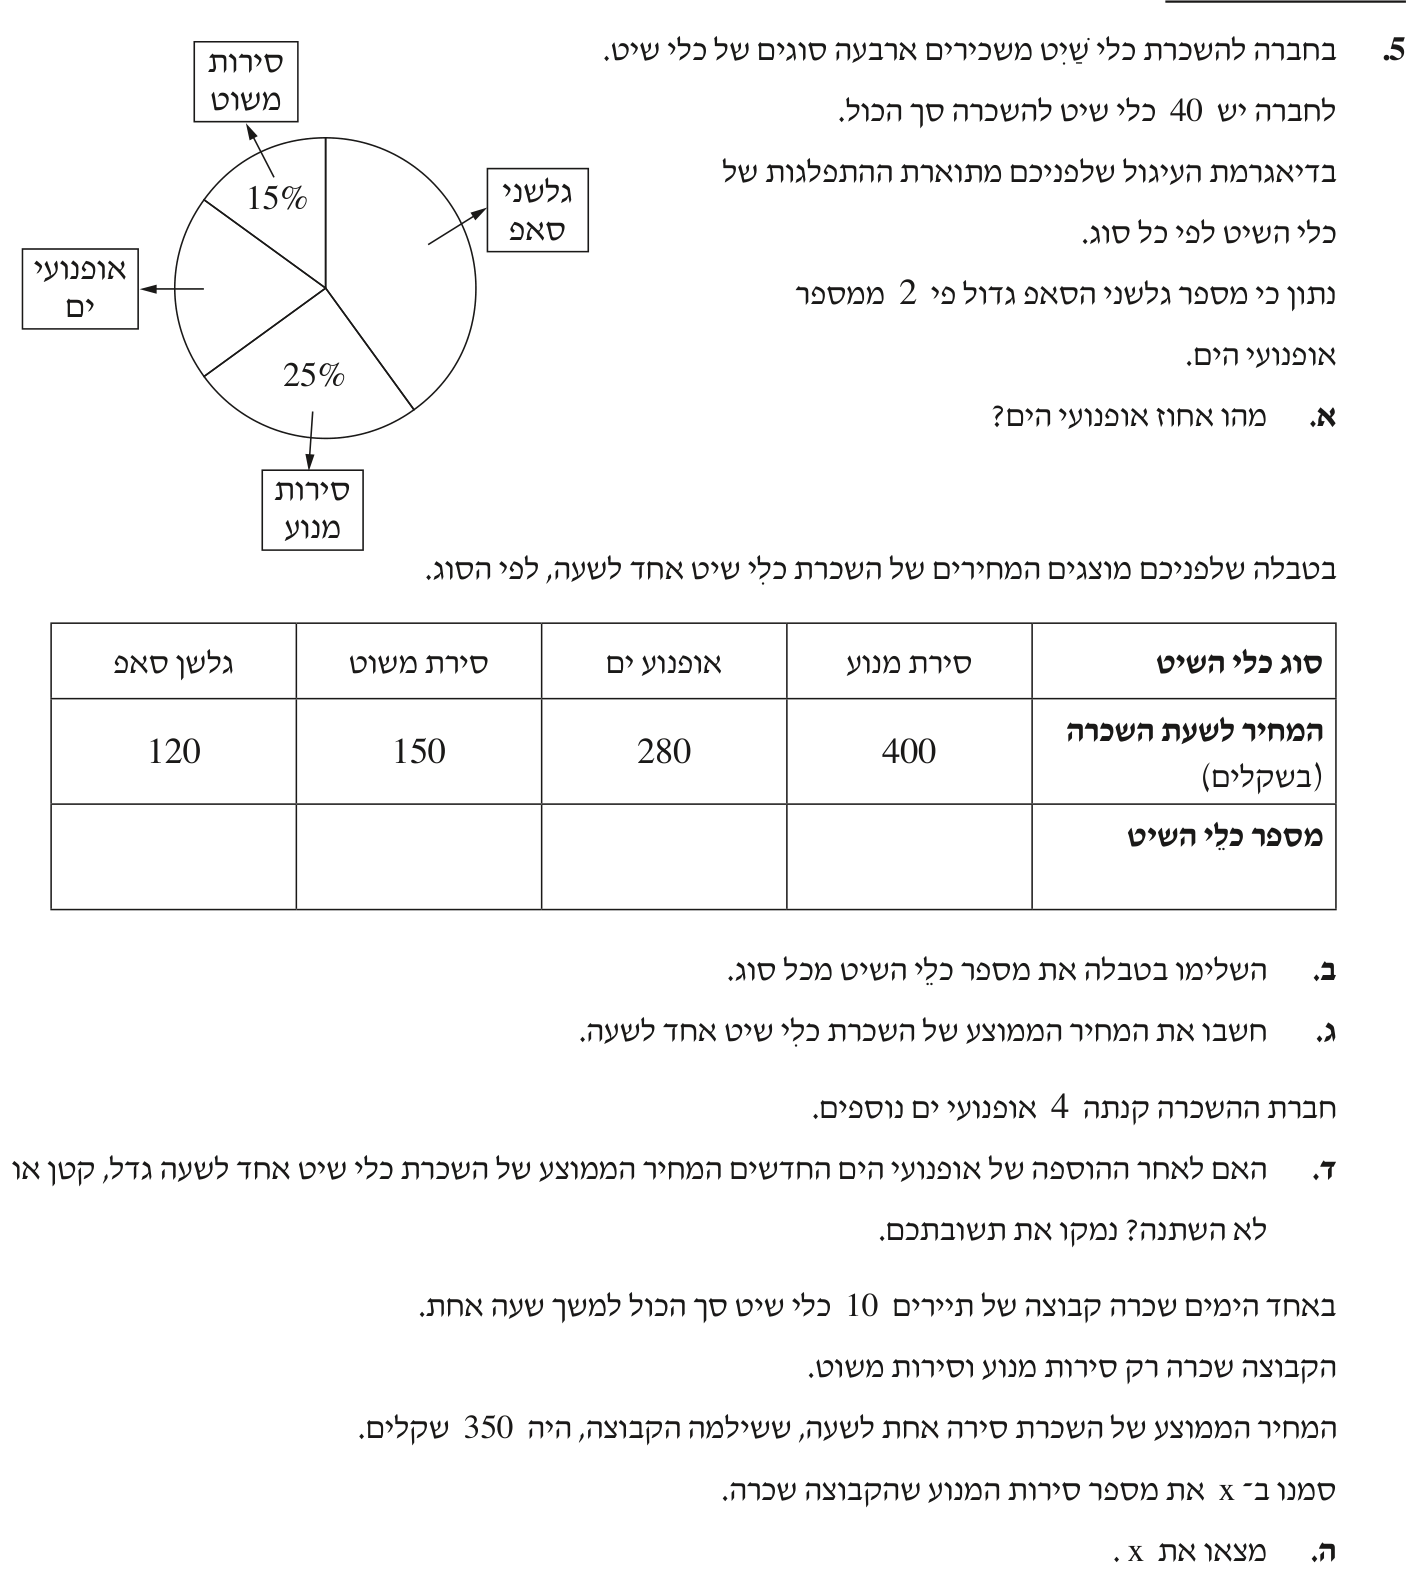 5. בחברה להשכרת כלי שַׁיִט משכירים ארבעה סוגים של כלי שיט.
לחברה יש 40 כלי שיט להשכרה סך הכול.
בדיאגרמת העיגול שלפניכם מתוארת ההתפלגות של
כלי השיט לפי כל סוג.
נתון כי מספר גלשני הסאפ גדול פי 2 ממספר
אופנועי הים.
א. מהו אחוז אופנועי הים?
סירות
משוט
15%
גלשני
סאפ
אופנועי
ים
25%
סירות
מנוע
בטבלה שלפניכם מוצגים המחירים של השכרת כלִי שיט אחד לשעה, לפי הסוג.
סוג כלי השיט סירת מנוע אופנוע ים סירת משוט גלשן סאפ
המחיר לשעת השכרה
(בשקלים) 400 280 150 120
מספר כלֵי השיט
ב. השלימו בטבלה את מספר כלֵי השיט מכל סוג.
ג. חשבו את המחיר הממוצע של השכרת כלִי שיט אחד לשעה.
חברת ההשכרה קנתה 4 אופנועי ים נוספים.
ד. האם לאחר ההוספה של אופנועי הים החדשים המחיר הממוצע של השכרת כלי שיט אחד לשעה גדל, קטן או
לא השתנה? נמקו את תשובתכם.
באחד הימים שכרה קבוצה של תיירים 10 כלי שיט סך הכול למשך שעה אחת.
הקבוצה שכרה רק סירות מנוע וסירות משוט.
המחיר הממוצע של השכרת סירה אחת לשעה, ששילמה הקבוצה, היה 350 שקלים.
סמנו ב־ x את מספר סירות המנוע שהקבוצה שכרה.
ה. מצאו את x .